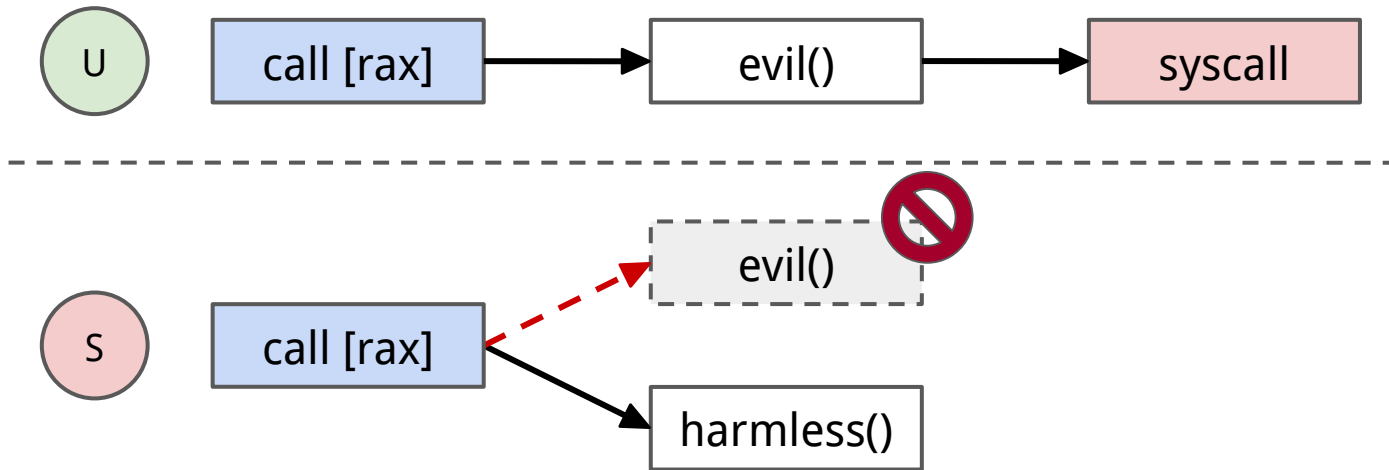 U
call [rax]
evil()
syscall
evil()
S
call [rax]
harmless()